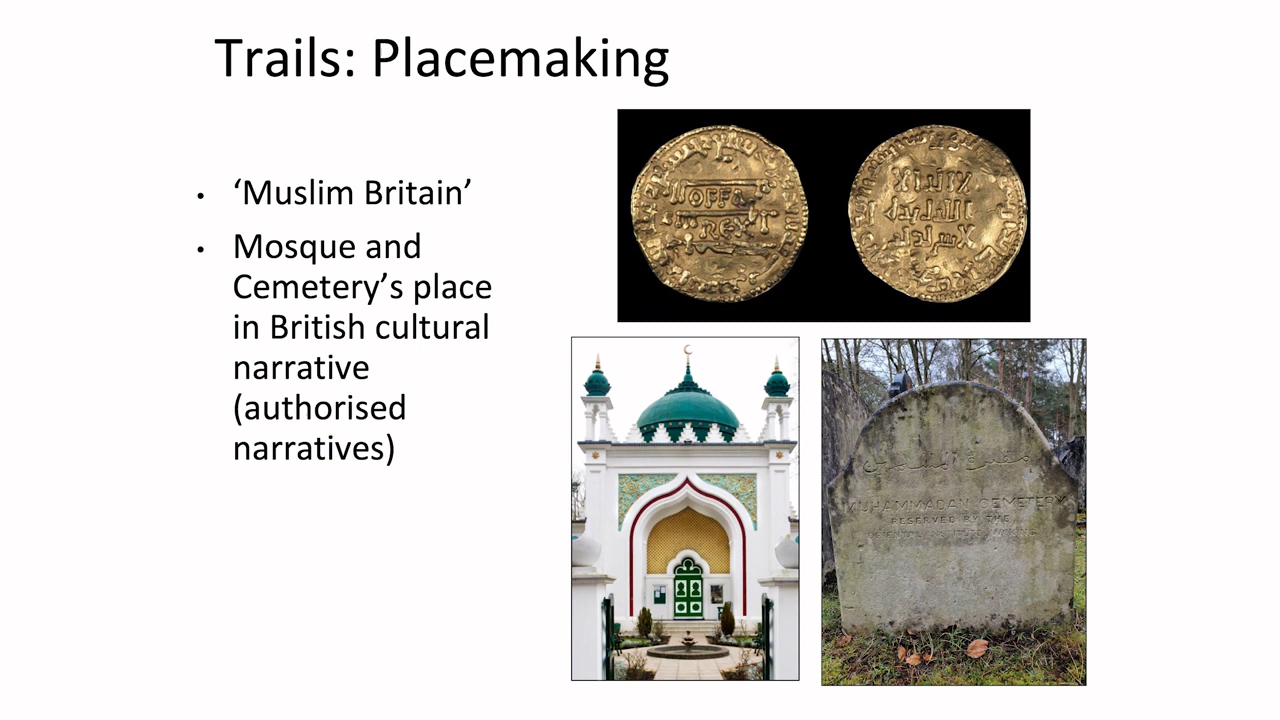 Trails: Placemaking
• ‘Muslim Britain’
• Mosque and
Cemetery’s place
in British cultural
narrative
(authorised
narratives)
OFFA
REX
MUHAMMADAN CEMETERY
RESERVED BY THE